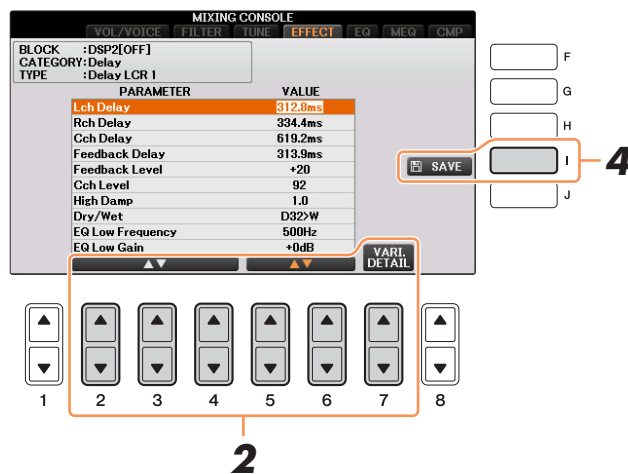 MIXING CONSOLE
VOL/VOICE FILTER TUNE EFFECT EQ MEQ CMP
BLOCK :DSP2[OFF]
CATEGORY:Delay
TYPE :Delay LCR 1
PARAMETER VALUE
Lch Delay 312.8ms
Rch Delay 334.4ms
Cch Delay 619.2ms
Feedback Delay 313.9ms
Feedback Level +20
Cch Level 92
High Damp 1.0
Dry/Wet D32>W
EQ Low Frequency 500Hz
EQ Low Gain +0dB
VARI. DETAIL
SAVE
F
G
H
I
J
4
1 2 3 4 5 6 7 8
2